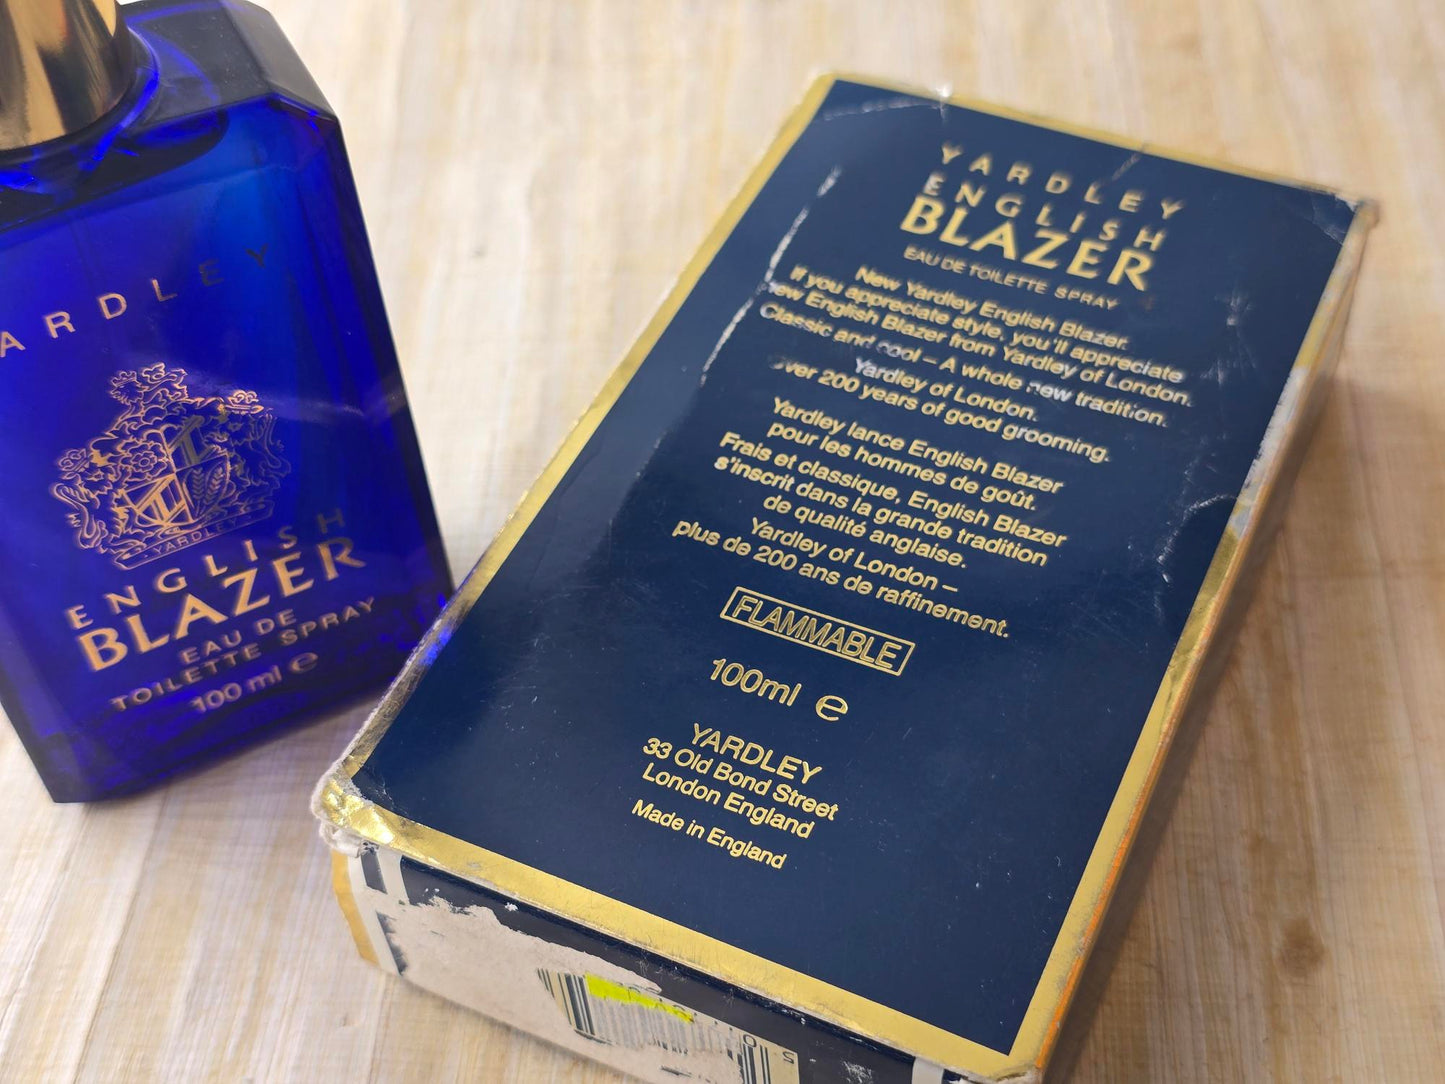 YARDLEY
YARDLEY
ENGLISH
BLAZER
EAU DE
TOILETTE SPRAY
100 ml e
YARDLEY
ENGLISH
BLAZER
EAU DE TOILETTE SPRAY
New Yardley English Blazer.
If you appreciate style, you'll appreciate
new English Blazer from Yardley of London.
Classic and cool – A whole new tradition.
Yardley of London.
Over 200 years of good grooming.
Yardley lance English Blazer
pour les hommes de goût.
Frais et classique, English Blazer
s'inscrit dans la grande tradition
de qualité anglaise.
Yardley of London –
plus de 200 ans de raffinement.
FLAMMABLE
100ml e
YARDLEY
33 Old Bond Street
London England
Made in England